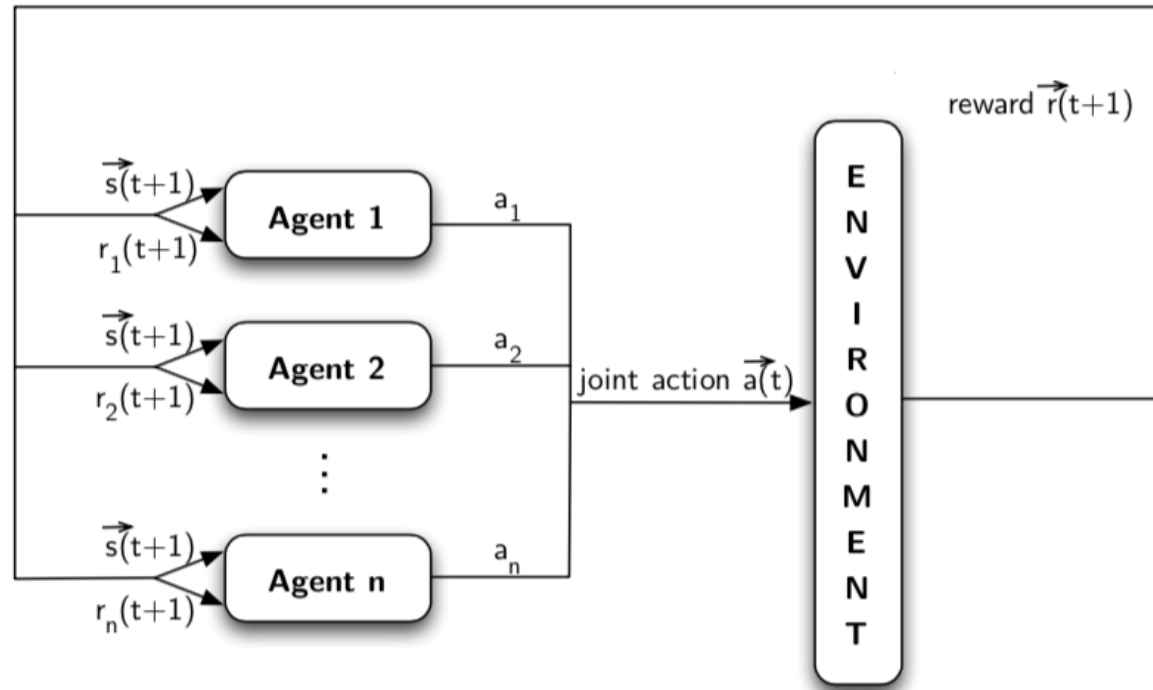 reward r⃗(t+1)
s⃗(t+1)
r₁(t+1)
Agent 1
a₁
s⃗(t+1)
r₂(t+1)
Agent 2
a₂
joint action a⃗(t)
⋮
s⃗(t+1)
rₙ(t+1)
Agent n
aₙ
ENVIRONMENT